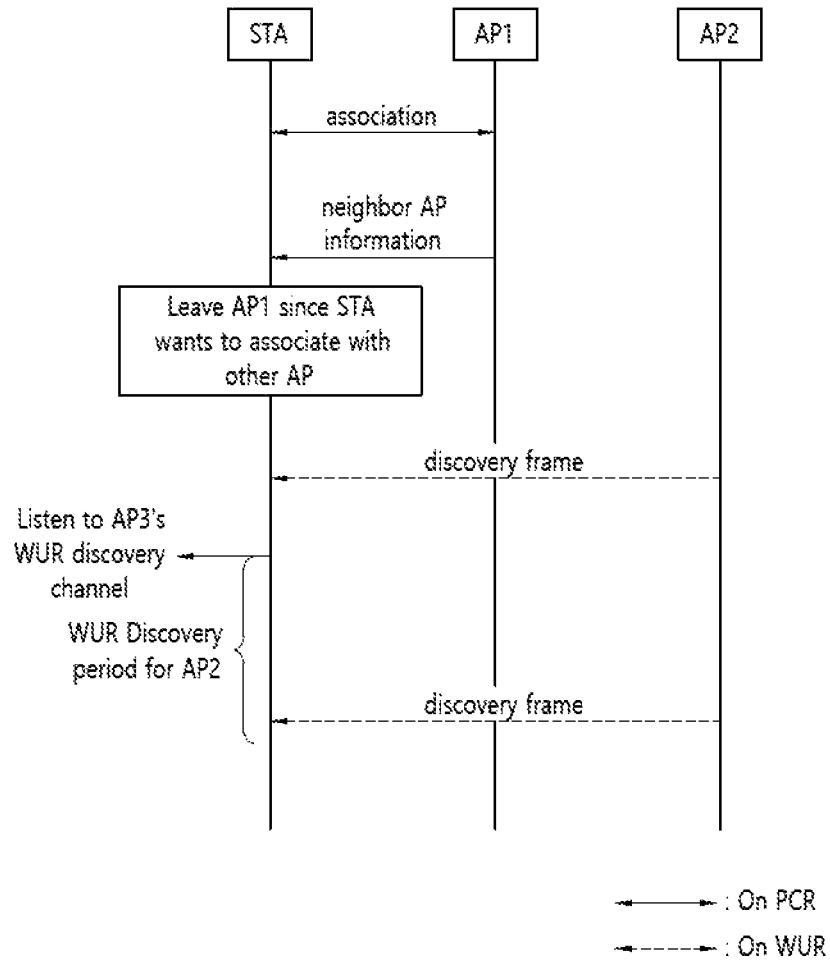 STA
AP1
AP2
association
neighbor AP
information
Leave AP1 since STA
wants to associate with
other AP
discovery frame
Listen to AP3's
WUR discovery
channel
WUR Discovery
period for AP2
discovery frame
: On PCR
: On WUR